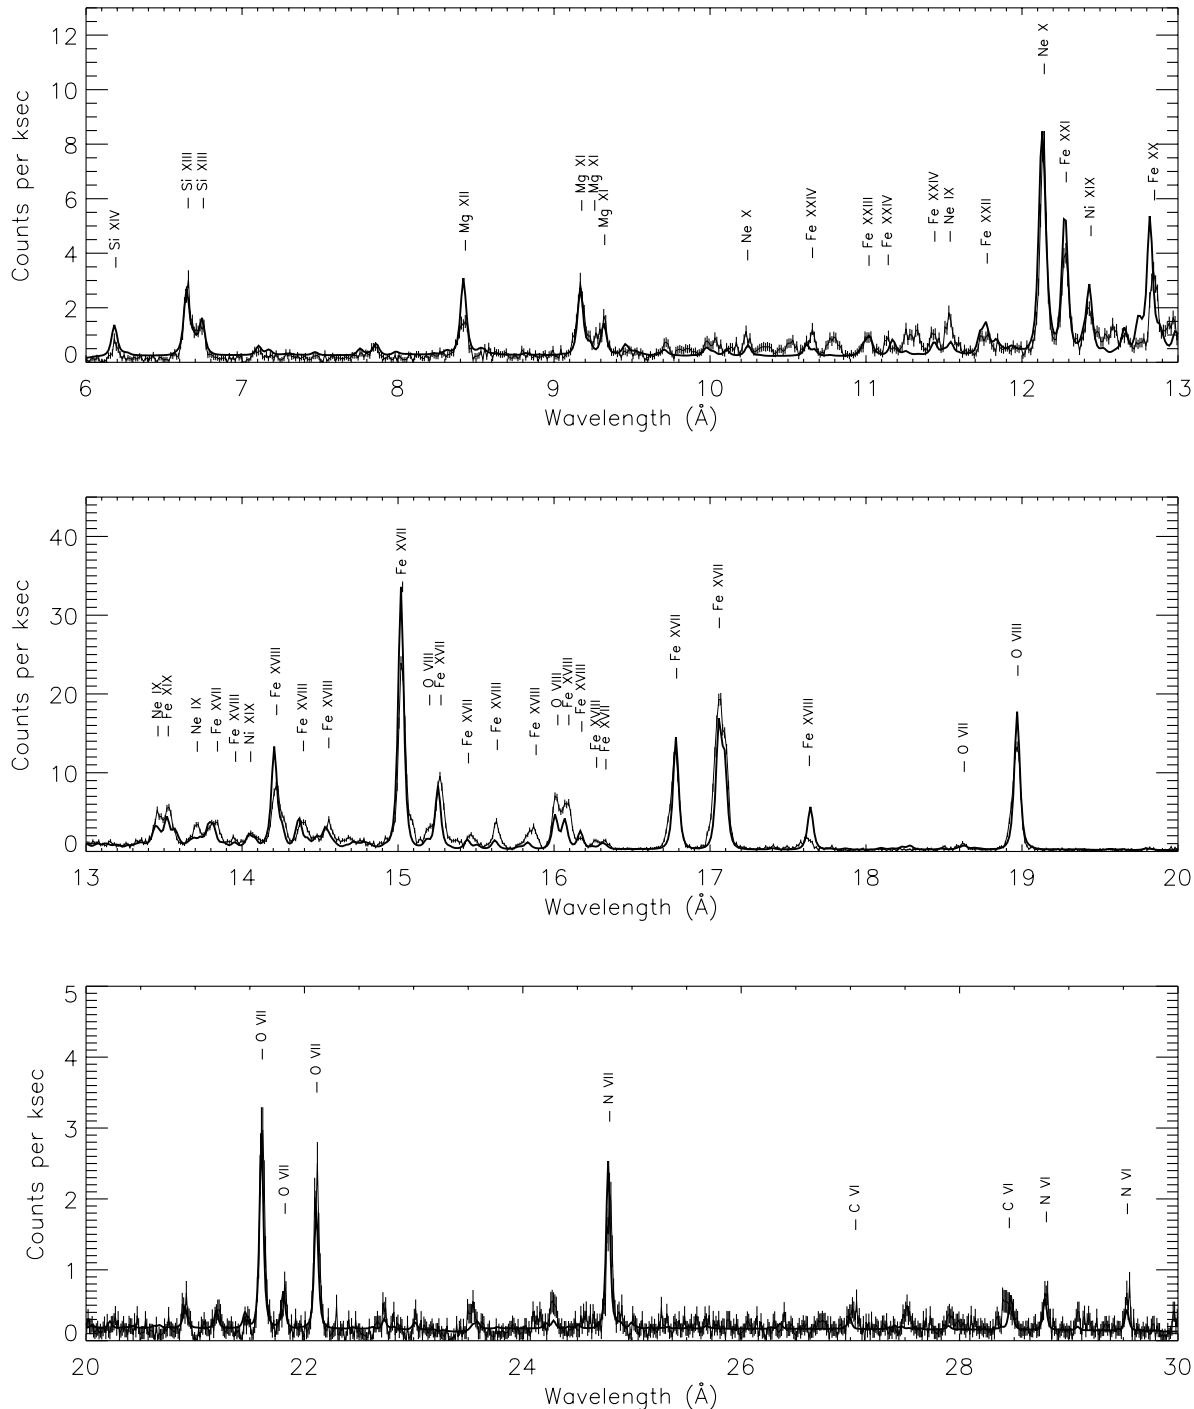 12
10
8
6
4
2
0
Counts per ksec
Si XIV
Si XIII
Si XIII
Mg XII
Mg XI
Mg XI
Mg XI
Ne X
Fe XXIV
Fe XXIII
Fe XXIV
Fe XXIV
Ne IX
Fe XXII
Ne X
Fe XXI
Ni XIX
Fe XX
6 7 8 9 10 11 12 13
Wavelength (Å)
40
30
20
10
0
Counts per ksec
Ne IX
Fe XIX
Ne IX
Fe XVII
Fe XVIII
Ni XIX
Fe XVIII
Fe XVIII
Fe XVIII
Fe XVII
O VIII
Fe XVII
Fe XVII
Fe XVIII
Fe XVIII
O VIII
Fe XVIII
Fe XVIII
Fe XVIII
Fe XVII
Fe XVII
Fe XVII
Fe XVIII
O VII
O VIII
13 14 15 16 17 18 19 20
Wavelength (Å)
5
4
3
2
1
0
Counts per ksec
O VII
O VII
O VII
N VII
C VI
C VI
N VI
N VI
20 22 24 26 28 30
Wavelength (Å)